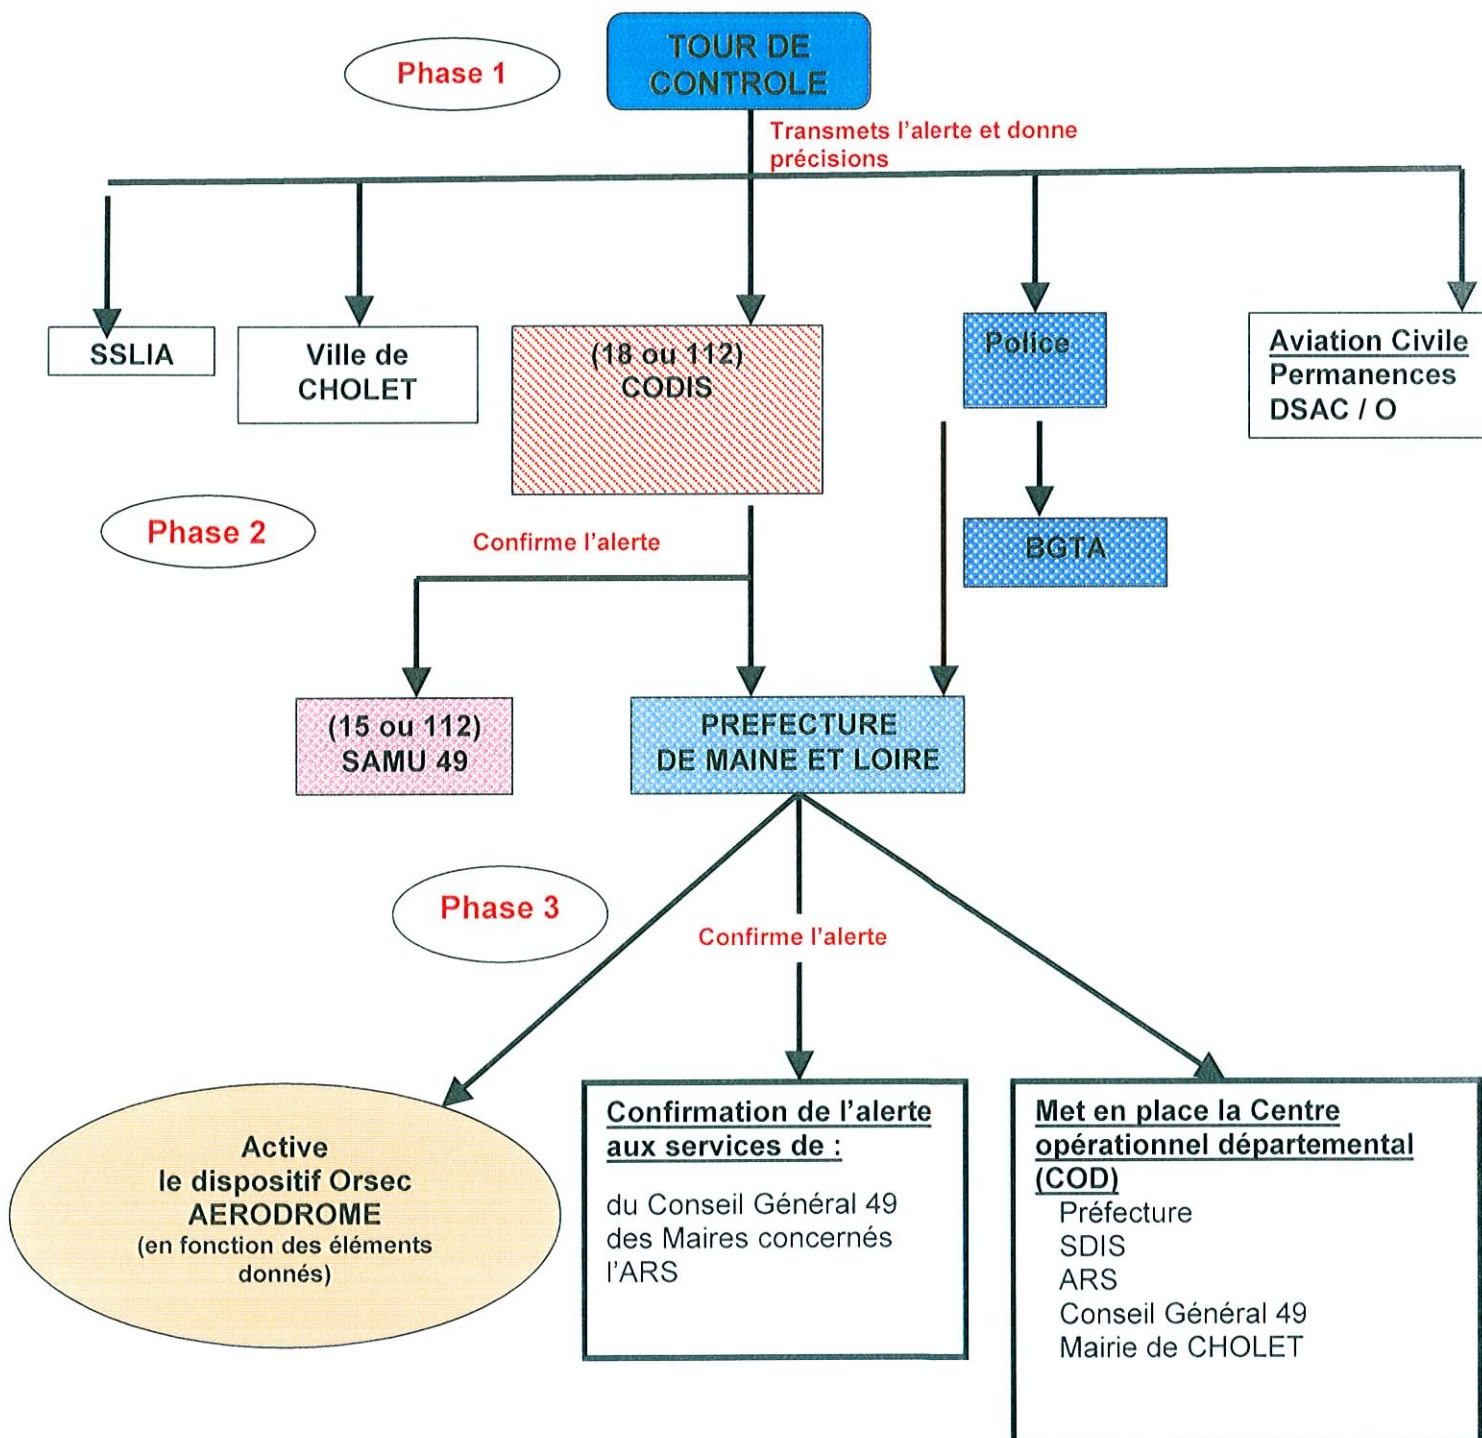 Phase 1
TOUR DE
CONTROLE
Transmets l'alerte et donne
précisions
SSLIA
Ville de
CHOLET
(18 ou 112)
CODIS
Police
Aviation Civile
Permanences
DSAC / O
Phase 2
Confirme l'alerte
BGTA
(15 ou 112)
SAMU 49
PREFECTURE
DE MAINE ET LOIRE
Phase 3
Confirme l'alerte
Active
le dispositif Orsec
AERODROME
(en fonction des éléments
donnés)
Confirmation de l'alerte
aux services de :
du Conseil Général 49
des Maires concernés
l'ARS
Met en place la Centre
opérationnel départemental
(COD)
Préfecture
SDIS
ARS
Conseil Général 49
Mairie de CHOLET